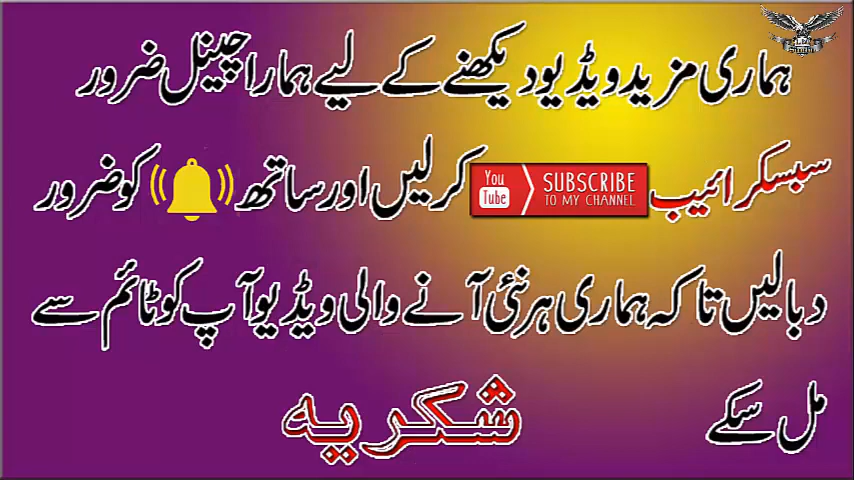 ہماری مزید ویڈیو دیکھنے کے لیے ہمارا چینل ضرور
سبسکرائیب You Tube SUBSCRIBE TO MY CHANNEL کرلیں اور ساتھ کو ضرور
دبالیں تاکہ ہماری ہر نئی آنے والی ویڈیو آپ کو ٹائم سے
مل سکے شکریہ